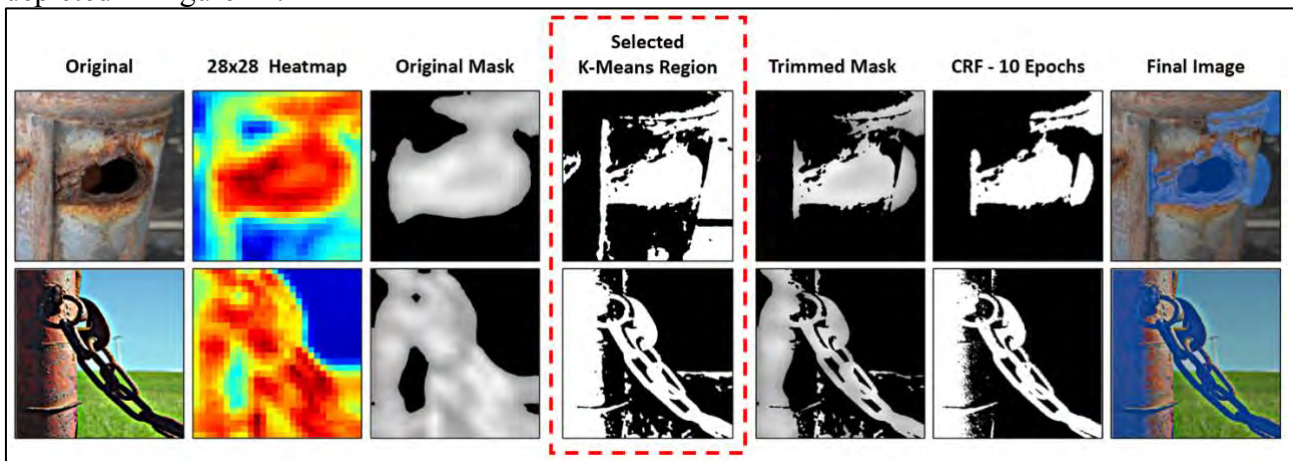 Selected
Original 28x28 Heatmap Original Mask K-Means Region Trimmed Mask CRF - 10 Epochs Final Image